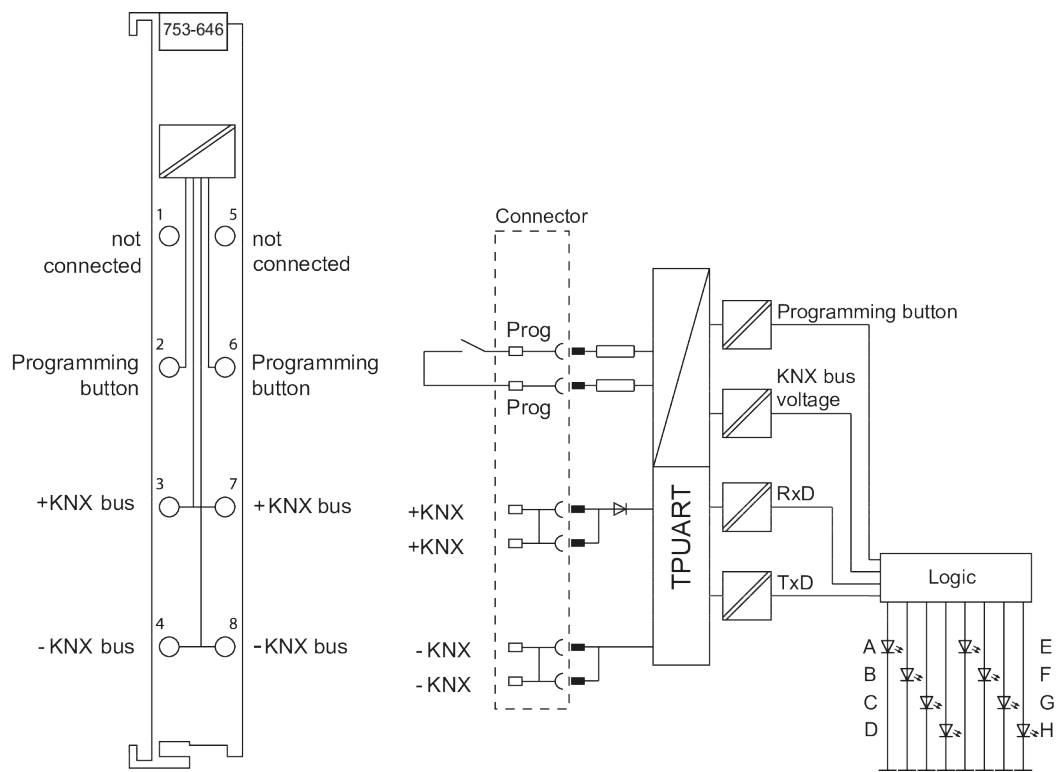 753-646
1
5
not
connected
not
connected
2
6
Programming
button
Programming
button
3
7
+KNX bus
+KNX bus
4
8
-KNX bus
-KNX bus
Connector
Prog
Prog
+KNX
+KNX
-KNX
-KNX
TPUART
Programming button
KNX bus
voltage
RxD
TxD
Logic
A
E
B
F
C
G
D
H